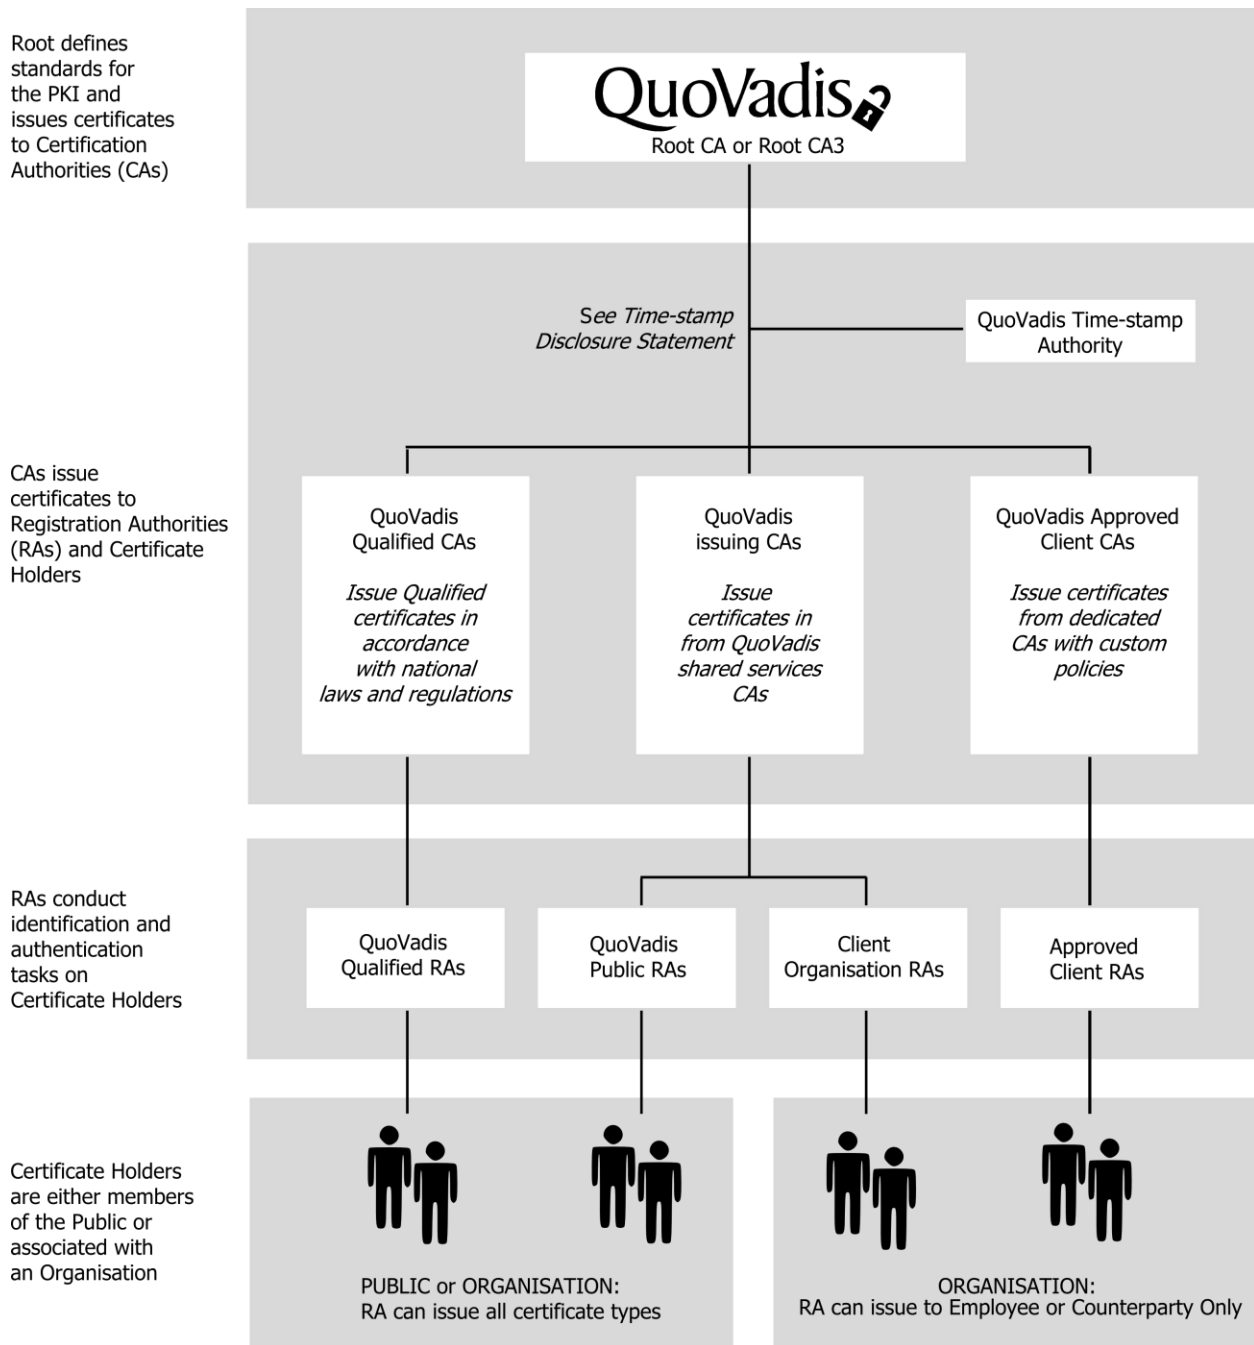 Root defines
standards for
the PKI and
issues certificates
to Certification
Authorities (CAs)
QuoVadis
Root CA or Root CA3
See Time-stamp
Disclosure Statement
QuoVadis Time-stamp
Authority
CAs issue
certificates to
Registration Authorities
(RAs) and Certificate
Holders
QuoVadis
Qualified CAs
Issue Qualified
certificates in
accordance
with national
laws and regulations
QuoVadis
issuing CAs
Issue
certificates in
from QuoVadis
shared services
CAs
QuoVadis Approved
Client CAs
Issue certificates
from dedicated
CAs with custom
policies
RAs conduct
identification and
authentication
tasks on
Certificate Holders
QuoVadis
Qualified RAs
QuoVadis
Public RAs
Client
Organisation RAs
Approved
Client RAs
Certificate Holders
are either members
of the Public or
associated with
an Organisation
PUBLIC or ORGANISATION:
RA can issue all certificate types
ORGANISATION:
RA can issue to Employee or Counterparty Only